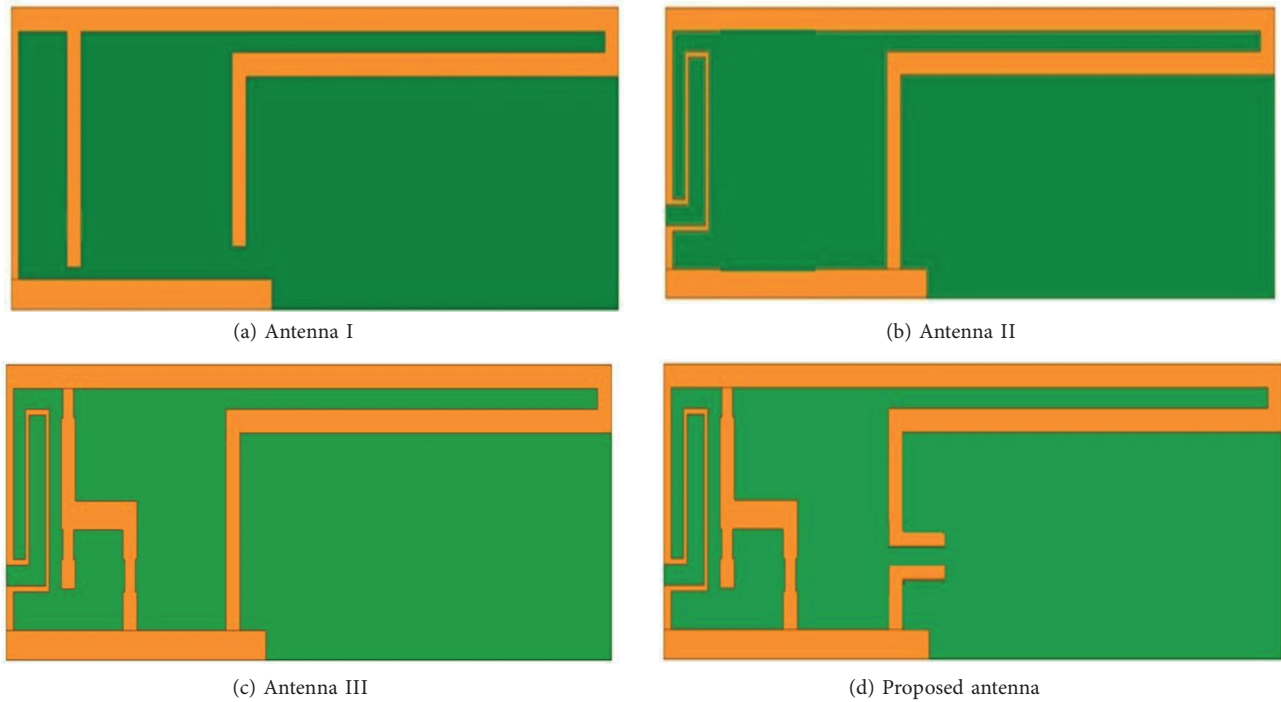 (a) Antenna I
(b) Antenna II
(c) Antenna III
(d) Proposed antenna